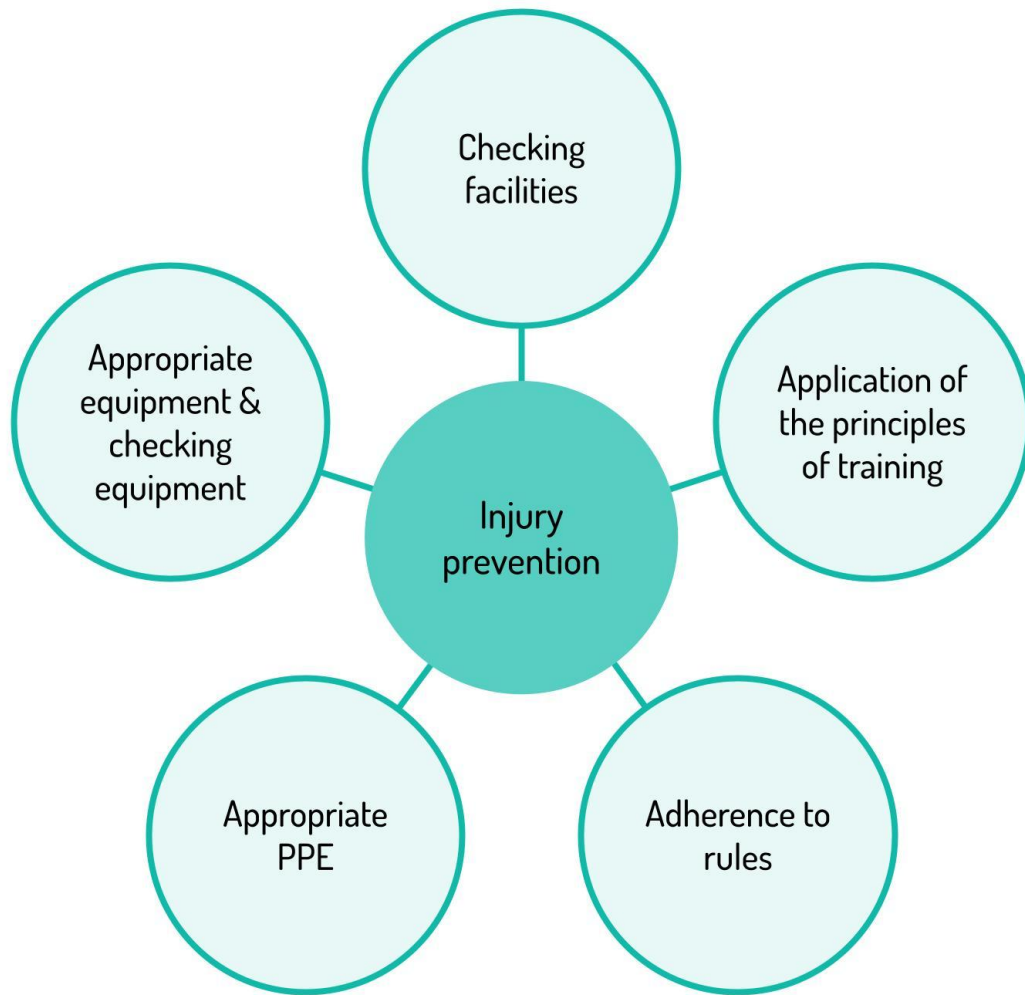 Checking
facilities
Appropriate
equipment &
checking
equipment
Application of
the principles
of training
Injury
prevention
Appropriate
PPE
Adherence to
rules